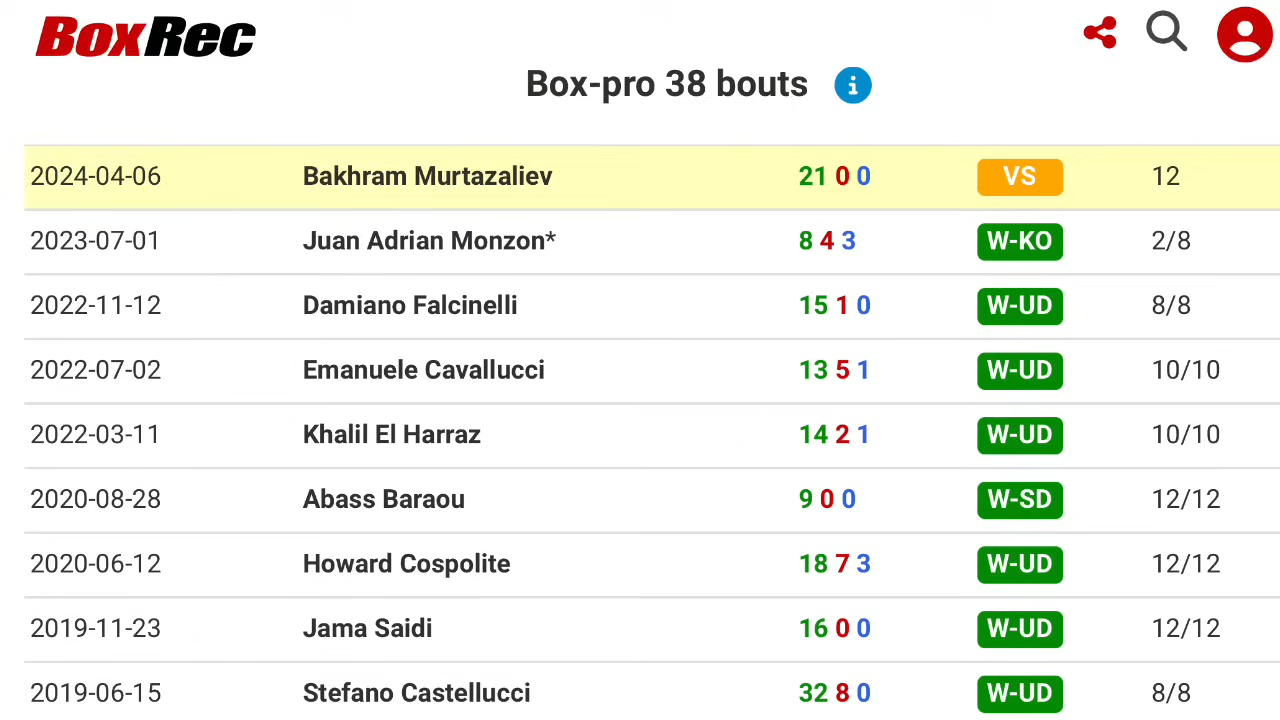 BoxRec
Box-pro 38 bouts i
2024-04-06 Bakhram Murtazaliev 21 0 0 VS 12
2023-07-01 Juan Adrian Monzon* 8 4 3 W-KO 2/8
2022-11-12 Damiano Falcinelli 15 1 0 W-UD 8/8
2022-07-02 Emanuele Cavallucci 13 5 1 W-UD 10/10
2022-03-11 Khalil El Harraz 14 2 1 W-UD 10/10
2020-08-28 Abass Baraou 9 0 0 W-SD 12/12
2020-06-12 Howard Cospolite 18 7 3 W-UD 12/12
2019-11-23 Jama Saidi 16 0 0 W-UD 12/12
2019-06-15 Stefano Castellucci 32 8 0 W-UD 8/8